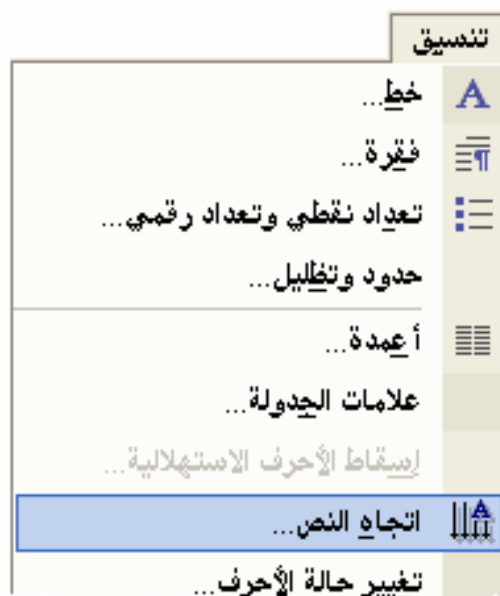 تنسيق
خط...
فقرة...
تعداد نقطي وتعداد رقمي...
حدود وتظليل...
أعمدة...
علامات الجدولة...
إسقاط الأحرف الاستهلالية...
اتجاه النص...
تغيير حالة الأحرف...